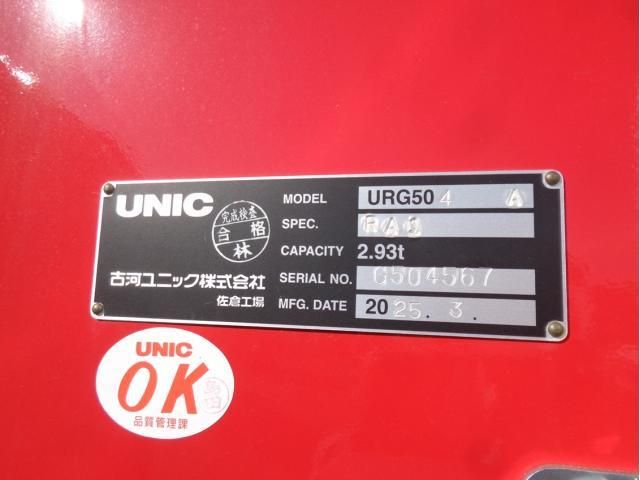 UNIC
完成検査
合格
林
古河ユニック株式会社
佐倉工場
MODEL URG504 A
SPEC.
CAPACITY 2.93t
SERIAL NO. G504567
MFG. DATE 2025.3.
UNIC
OK
品質管理課